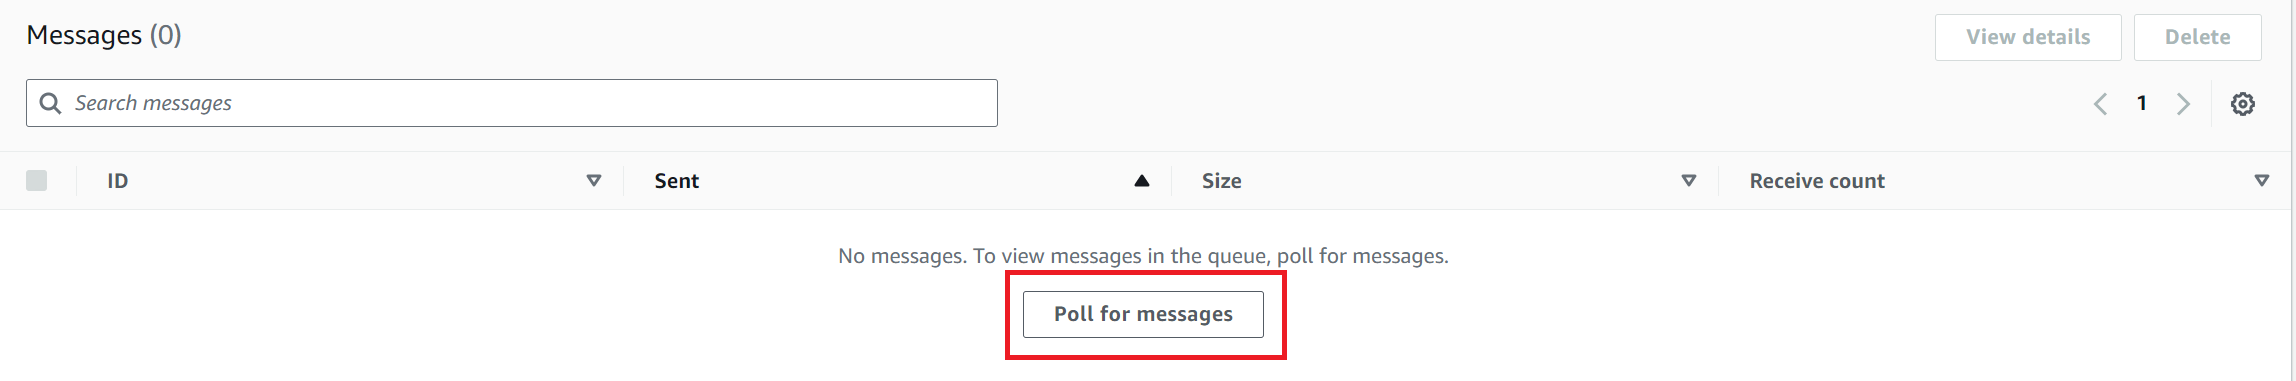 Messages (0)
View details
Delete
Search messages
1
ID
Sent
Size
Receive count
No messages. To view messages in the queue, poll for messages.
Poll for messages